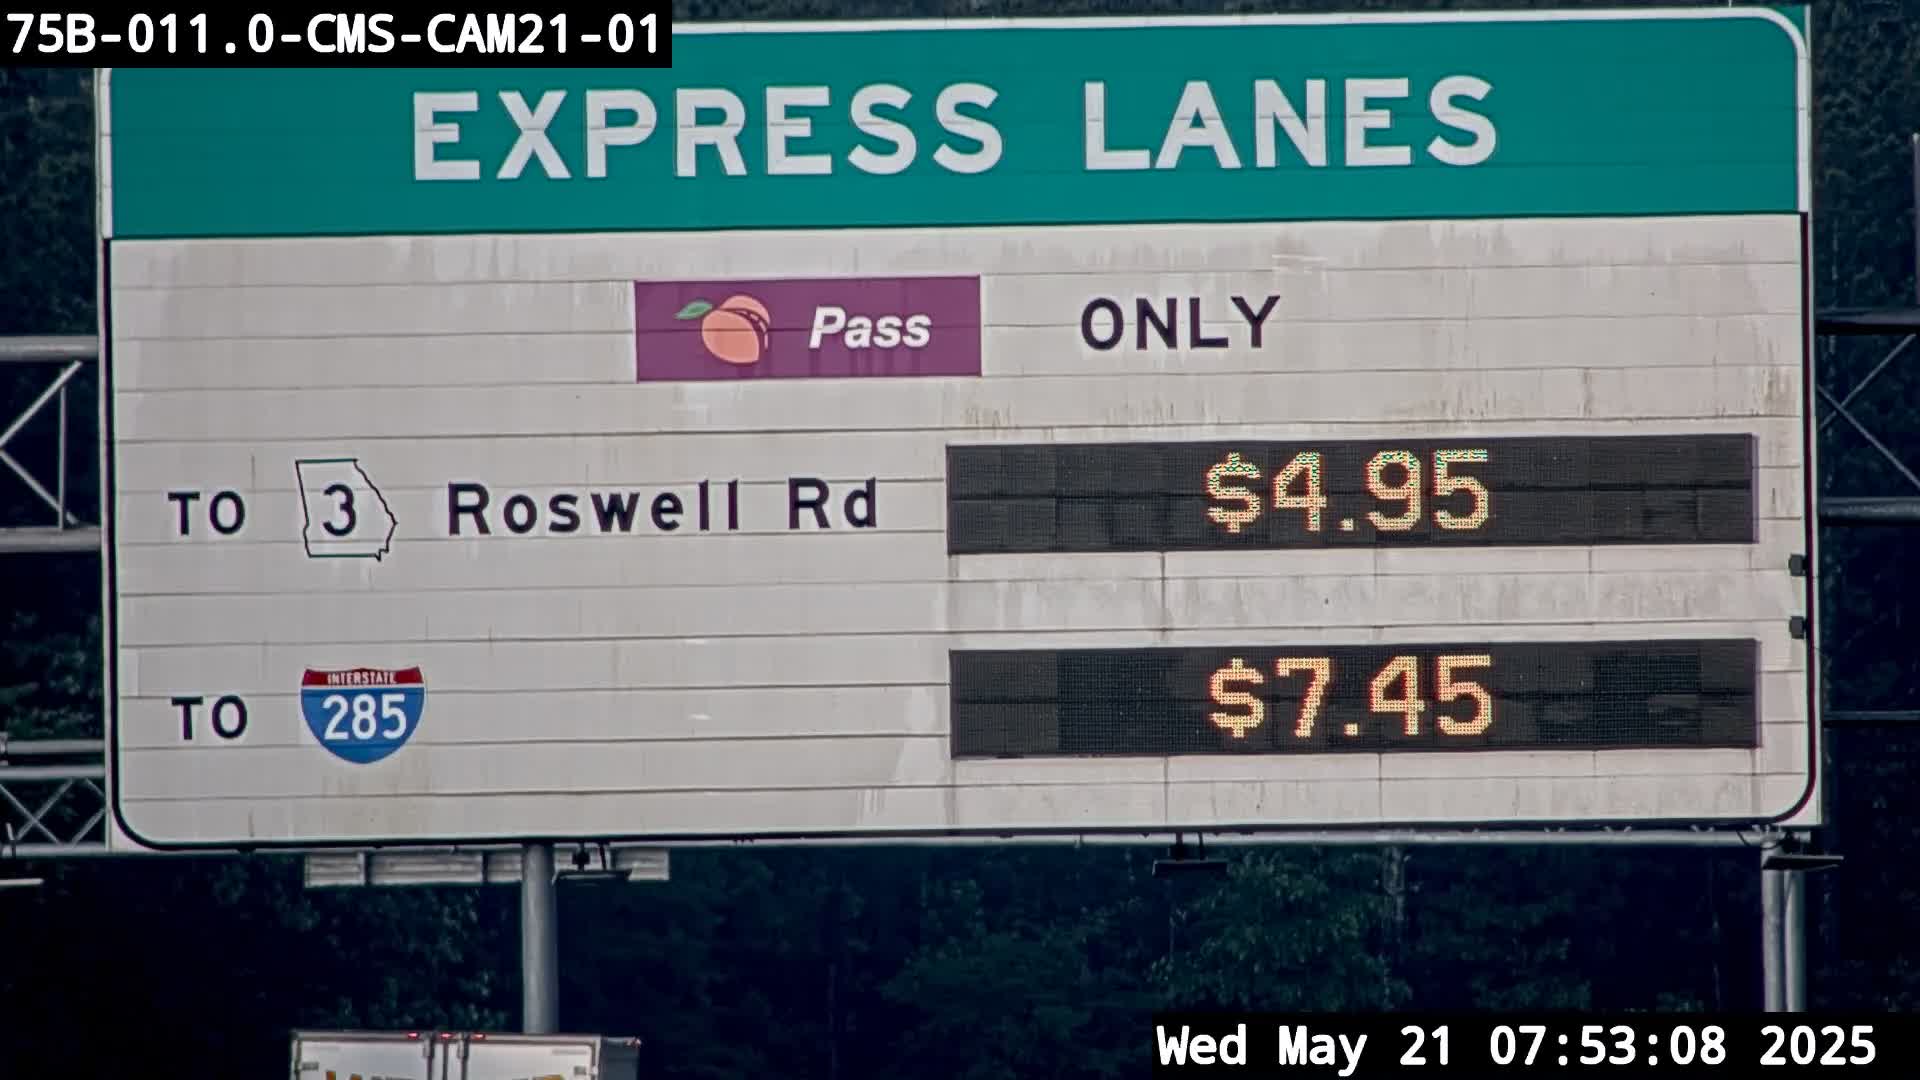 75B-011.0-CMS-CAM21-01
EXPRESS LANES
Pass ONLY
TO 3 Roswell Rd $4.95
TO INTERSTATE 285 $7.45
Wed May 21 07:53:08 2025